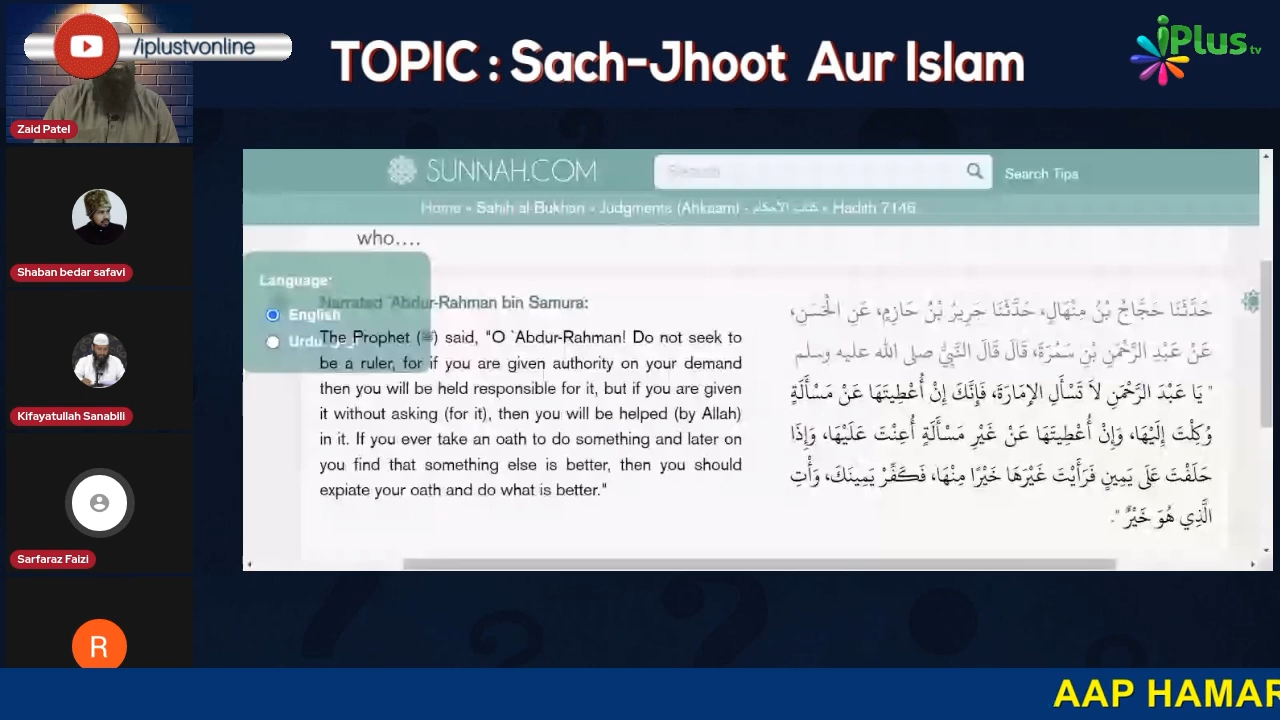 /iplustvonline
TOPIC : Sach-Jhoot Aur Islam
iPlus tv
Zaid Patel
Shaban bedar safavi
Kifayatullah Sanabili
Sarfaraz Faizi
R
SUNNAH.COM
Search Tips
Home » Sahih al-Bukhari » Judgments (Ahkaam) - كتاب الأحكام » Hadith 7146
who....
Language:
English
Urdu
Narrated `Abdur-Rahman bin Samura:
The Prophet (ﷺ) said, "O `Abdur-Rahman! Do not seek to
be a ruler, for if you are given authority on your demand
then you will be held responsible for it, but if you are given
it without asking (for it), then you will be helped (by Allah)
in it. If you ever take an oath to do something and later on
you find that something else is better, then you should
expiate your oath and do what is better."
حَدَّثَنَا حَجَّاجُ بْنُ مِنْهَالٍ، حَدَّثَنَا جَرِيرُ بْنُ حَازِمٍ، عَنِ الْحَسَنِ،
عَنْ عَبْدِ الرَّحْمَنِ بْنِ سَمُرَةَ، قَالَ قَالَ النَّبِيُّ صلى الله عليه وسلم
" يَا عَبْدَ الرَّحْمَنِ لاَ تَسْأَلِ الإِمَارَةَ، فَإِنَّكَ إِنْ أُعْطِيتَهَا عَنْ مَسْأَلَةٍ
وُكِلْتَ إِلَيْهَا، وَإِنْ أُعْطِيتَهَا عَنْ غَيْرِ مَسْأَلَةٍ أُعِنْتَ عَلَيْهَا، وَإِذَا
حَلَفْتَ عَلَى يَمِينٍ فَرَأَيْتَ غَيْرَهَا خَيْرًا مِنْهَا، فَكَفِّرْ يَمِينَكَ، وَأْتِ
الَّذِي هُوَ خَيْرٌ ".
AAP HAMAR